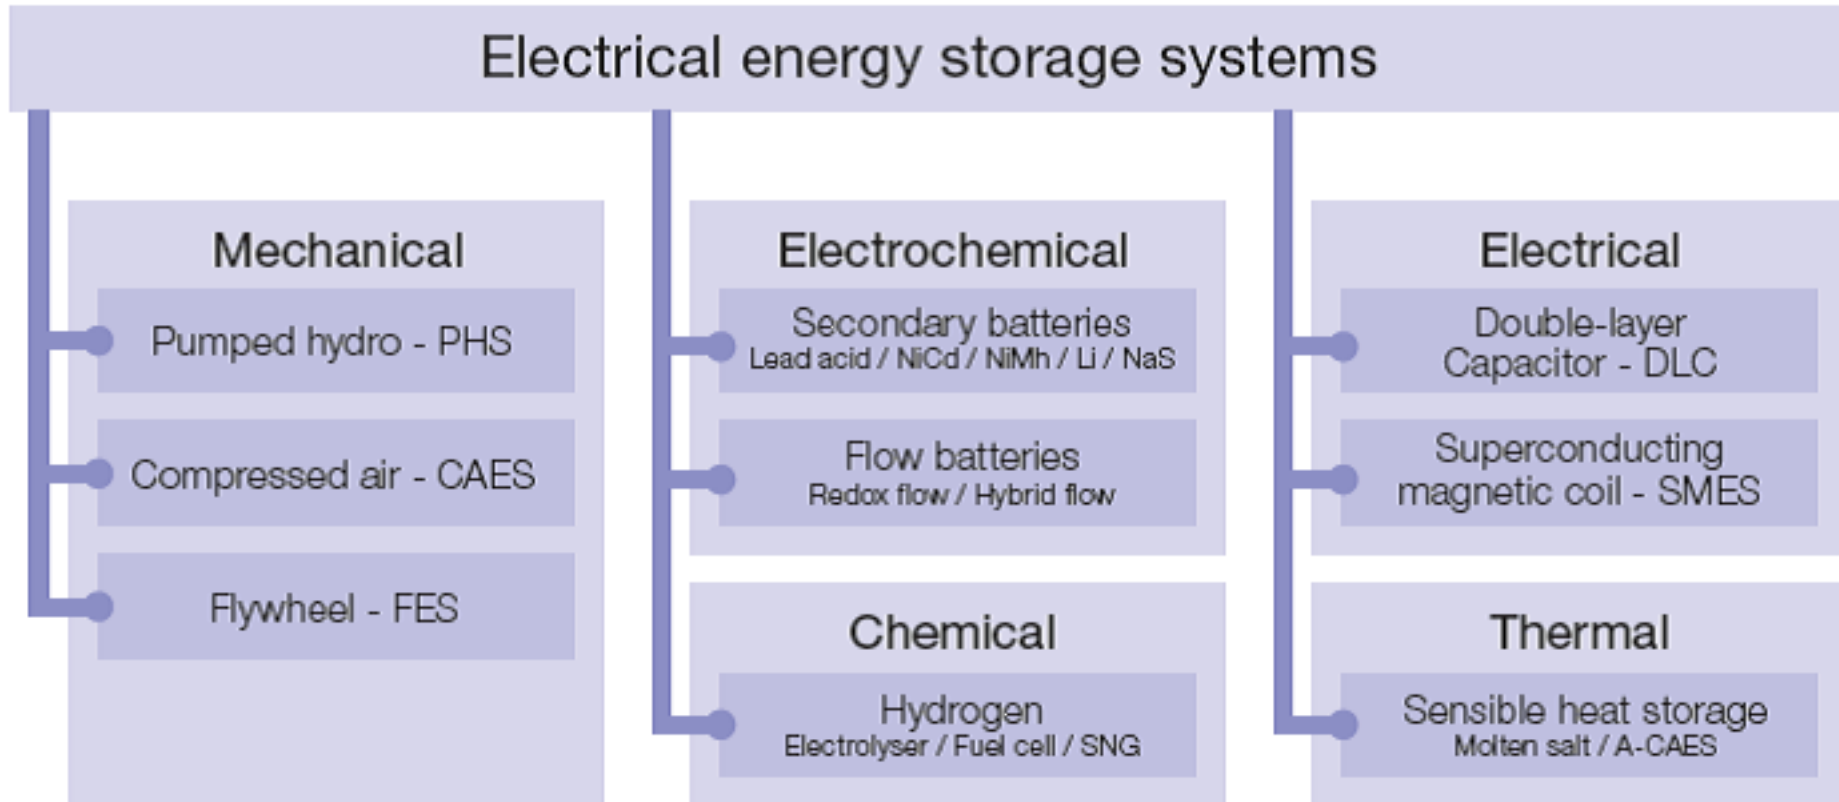 Electrical energy storage systems
Mechanical
Pumped hydro - PHS
Compressed air - CAES
Flywheel - FES
Electrochemical
Secondary batteries
Lead acid / NiCd / NiMh / Li / NaS
Flow batteries
Redox flow / Hybrid flow
Chemical
Hydrogen
Electrolyser / Fuel cell / SNG
Electrical
Double-layer
Capacitor - DLC
Superconducting
magnetic coil - SMES
Thermal
Sensible heat storage
Molten salt / A-CAES